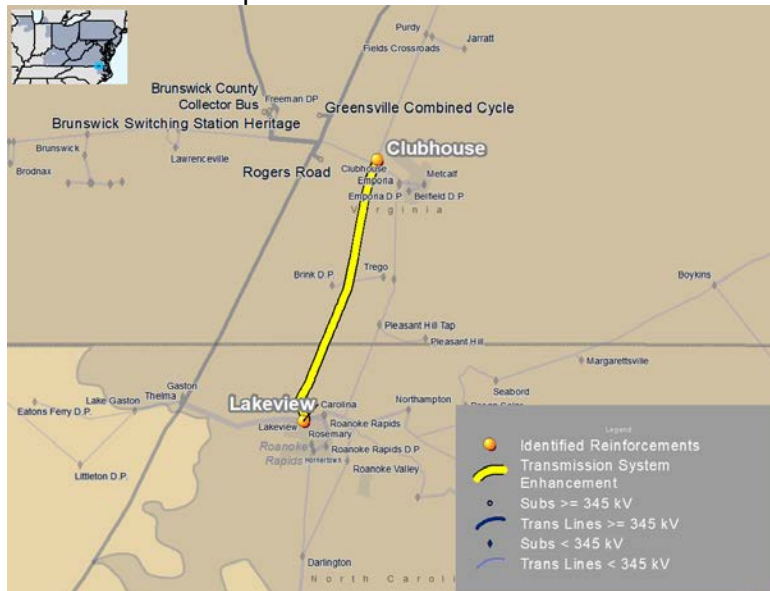 Purdy
Jarratt
Fields Crossroads
Brunswick County
Collector Bus
Freeman DP
Greensville Combined Cycle
Brunswick Switching Station Heritage
Brunswick
Lawrenceville
Brodnax
Rogers Road
Clubhouse
Clubhouse
Emporia
Metcalf
Emporia D.P.
Belfield D.P.
Virginia
Brink D.P.
Trego
Boykins
Pleasant Hill Tap
Pleasant Hill
Margarettsville
Gaston
Thelma
Lake Gaston
Eatons Ferry D.P.
Littleton D.P.
Lakeview
Lakeview
Carolina
Northampton
Seabord
Roanoke Rapids
Rosemary
Roanoke
Rapids
Hornertown
Roanoke Rapids D.P
Roanoke Valley
Darlington
North Caroli
Legend
Identified Reinforcements
Transmission System
Enhancement
Subs >= 345 kV
Trans Lines >= 345 kV
Subs < 345 kV
Trans Lines < 345 kV